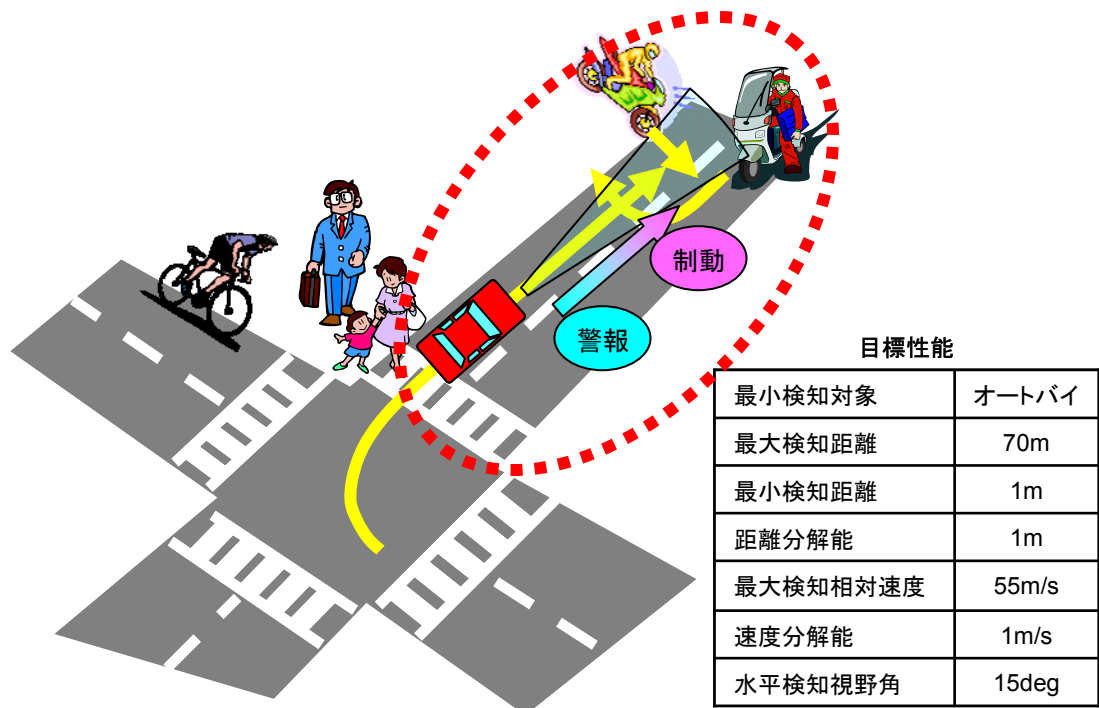 制動
警報
目標性能
最小検知対象 オートバイ
最大検知距離 70m
最小検知距離 1m
距離分解能 1m
最大検知相対速度 55m/s
速度分解能 1m/s
水平検知視野角 15deg